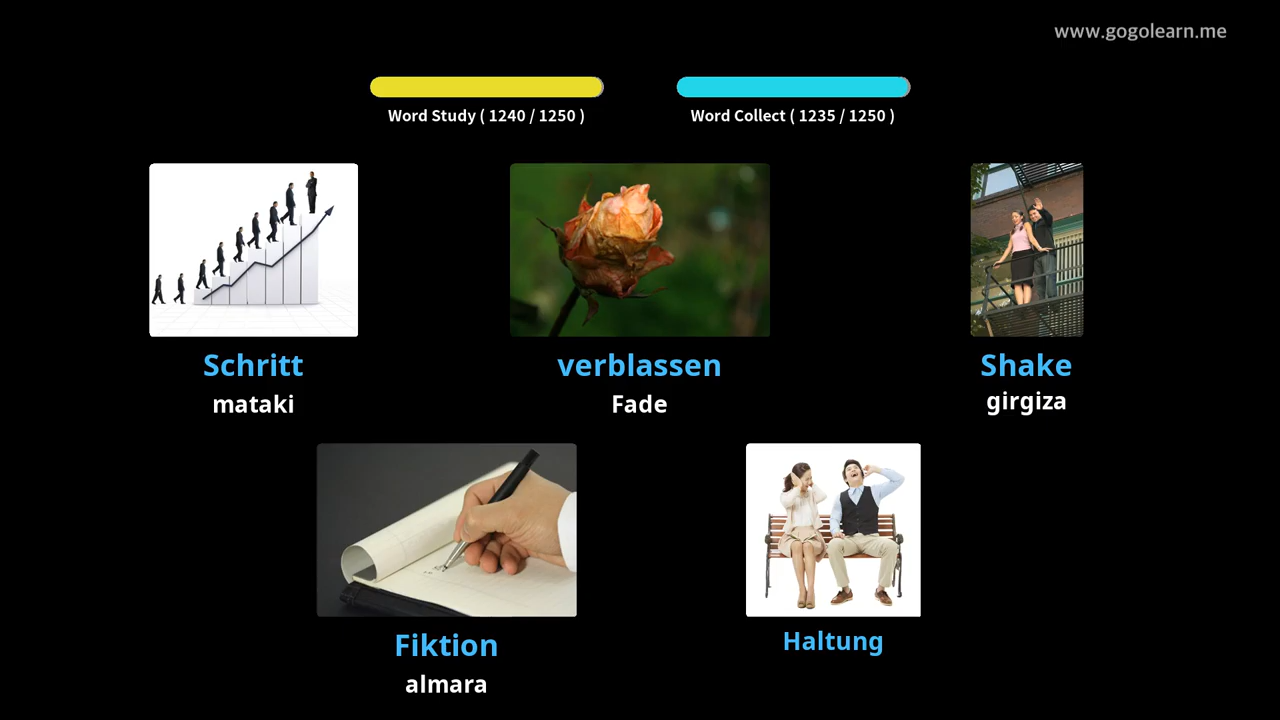 www.gogolearn.me
Word Study ( 1240 / 1250 )
Word Collect ( 1235 / 1250 )
Schritt
mataki
verblassen
Fade
Shake
girgiza
Fiktion
almara
Haltung